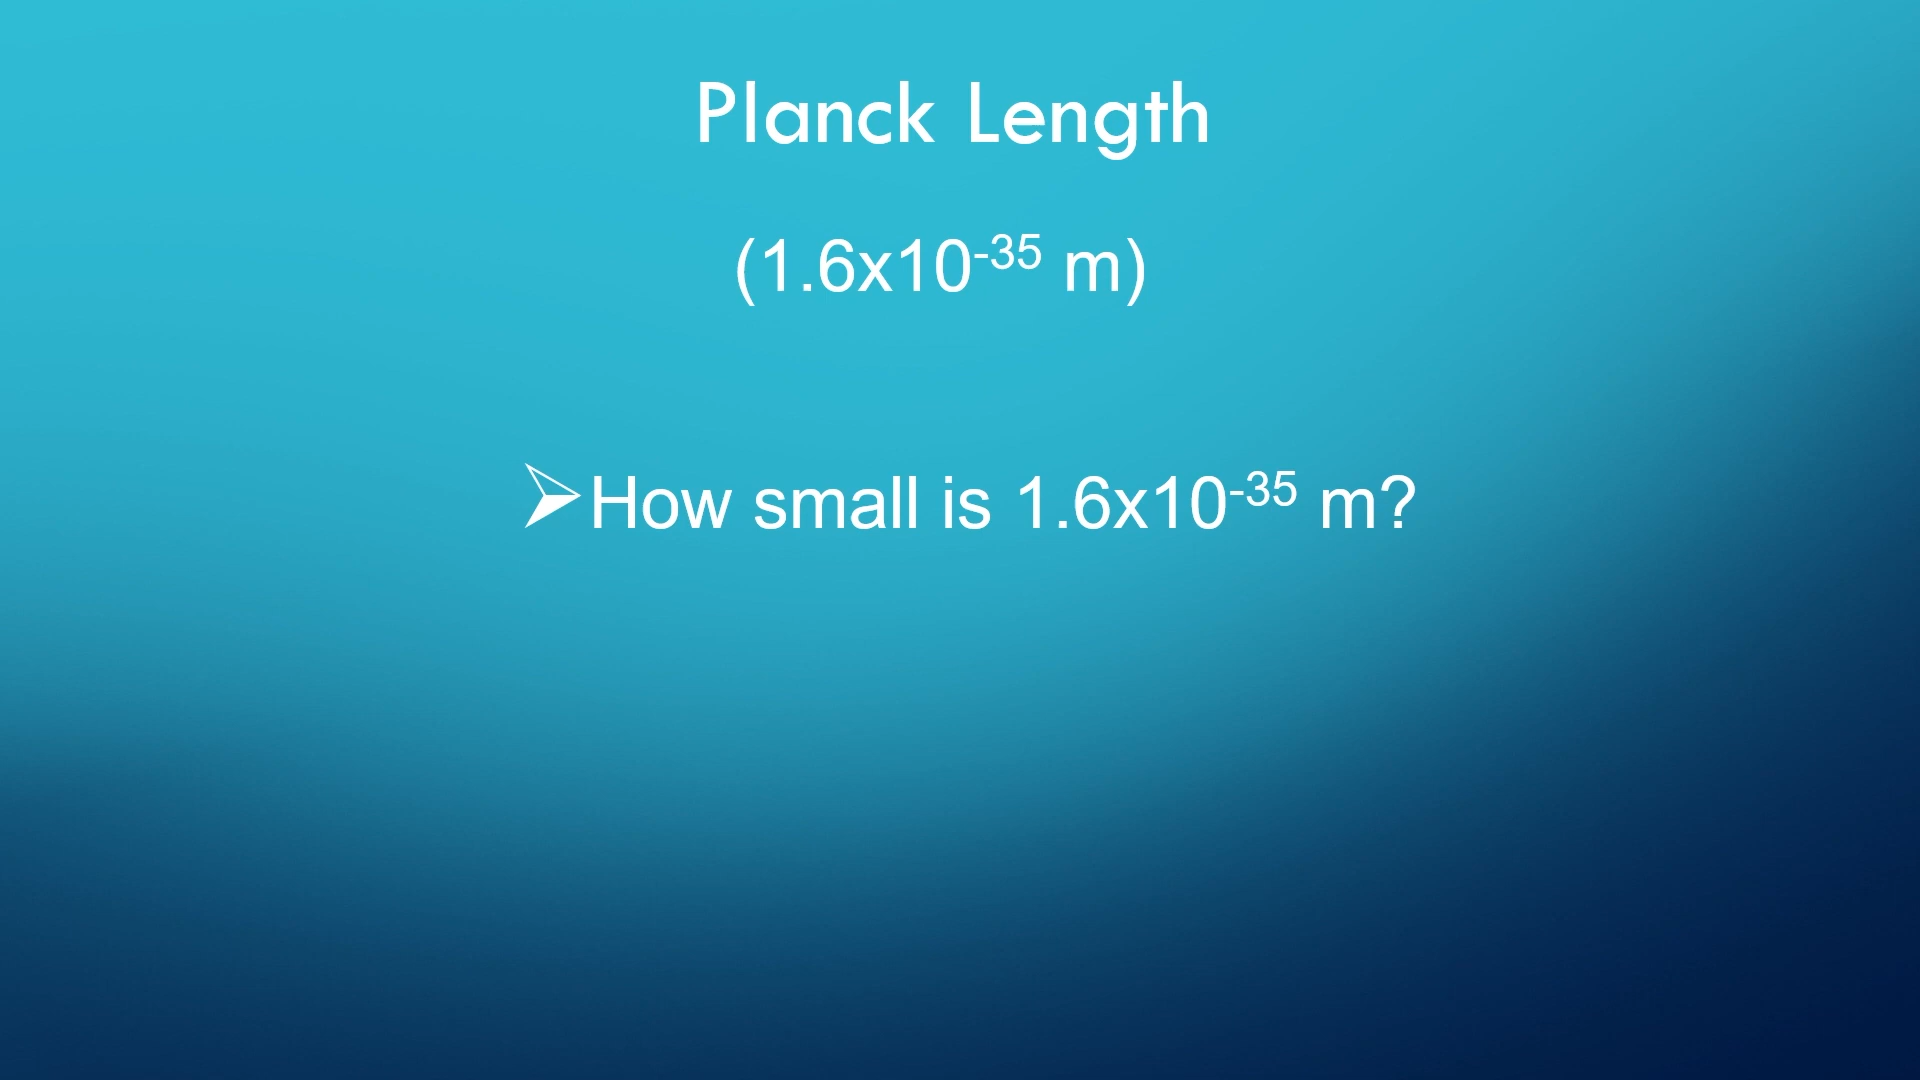 Planck Length
(1.6x10⁻³⁵ m)
➢How small is 1.6x10⁻³⁵ m?